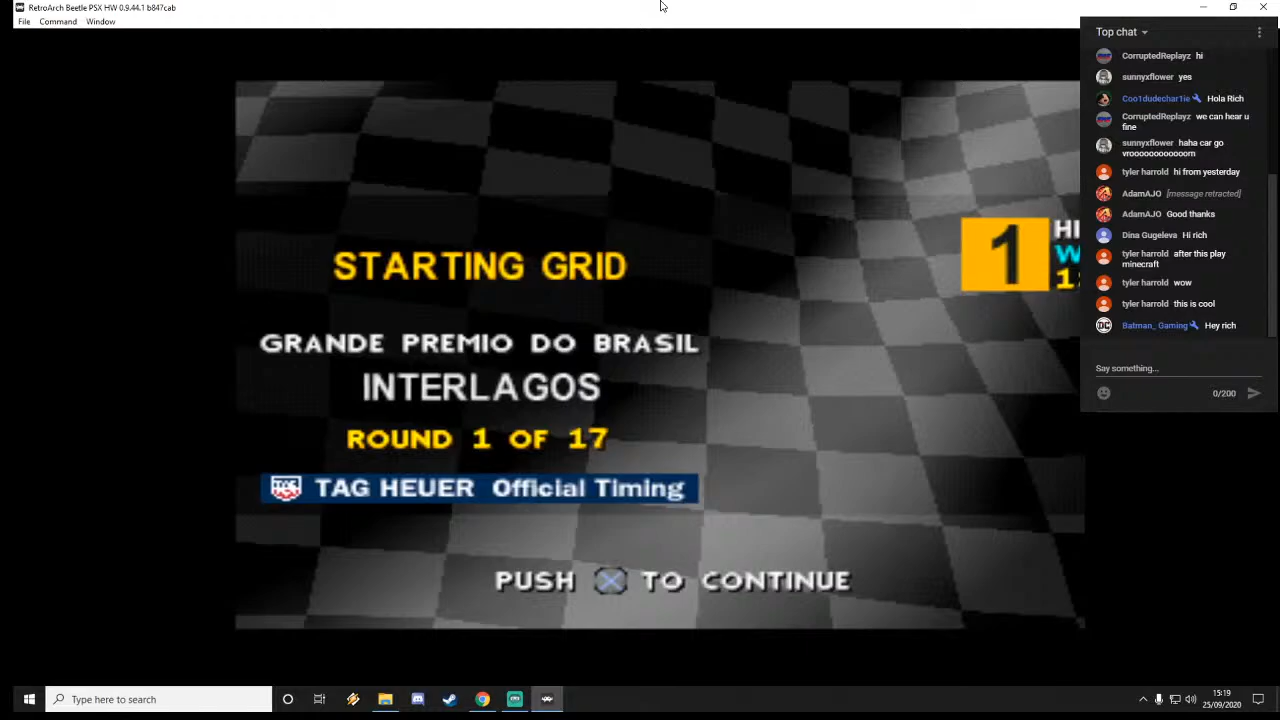 RetroArch Beetle PSX HW 0.9.44.1 b847cab
File Command Window
Top chat
CorruptedReplayz hi
sunnyxflower yes
Coo1dudechar1ie Hola Rich
CorruptedReplayz we can hear u
fine
sunnyxflower haha car go
vrooooooooooorn
tyler harrold hi from yesterday
AdamAJO [message retracted]
AdamAJO Good thanks
Dina Gugeleva Hi rich
tyler harrold after this play
minecraft
tyler harrold wow
tyler harrold this is cool
Batman_ Gaming Hey rich
Say something...
0/200
STARTING GRID
GRANDE PREMIO DO BRASIL
INTERLAGOS
ROUND 1 OF 17
TAG HEUER Official Timing
1
PUSH X TO CONTINUE
Type here to search
15:19
25/09/2020